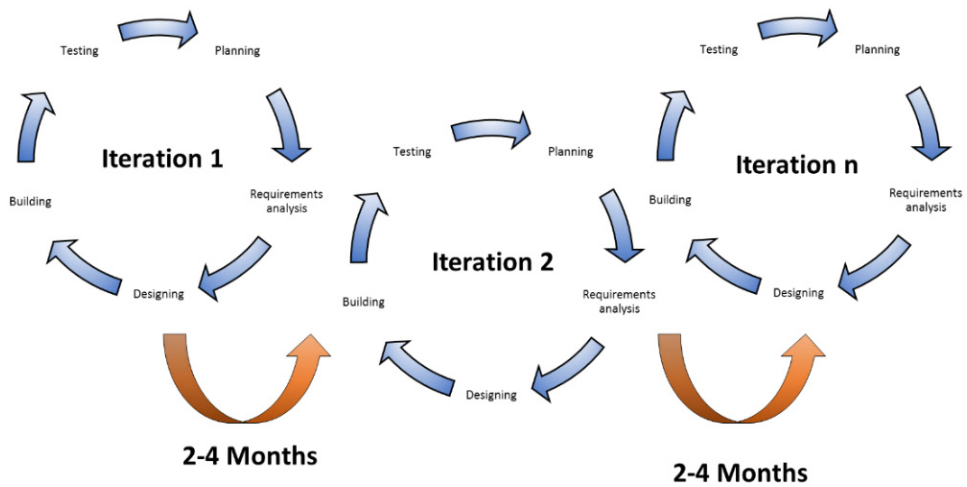 Testing
Planning
Iteration 1
Building
Requirements
analysis
Designing
2-4 Months
Testing
Planning
Iteration 2
Building
Requirements
analysis
Designing
Testing
Planning
Iteration n
Building
Requirements
analysis
Designing
2-4 Months